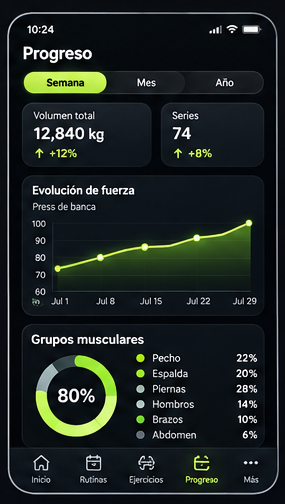 10:24
Progreso
Semana Mes Año
Volumen total Series
12,840 kg 74
↑ +12% ↑ +8%
Evolución de fuerza
Press de banca
100
90
80
70
60
Jul 1 Jul 8 Jul 15 Jul 22 Jul 29
Grupos musculares
80%
Pecho 22%
Espalda 20%
Piernas 28%
Hombros 14%
Brazos 10%
Abdomen 6%
Inicio Rutinas Ejercicios Progreso Más